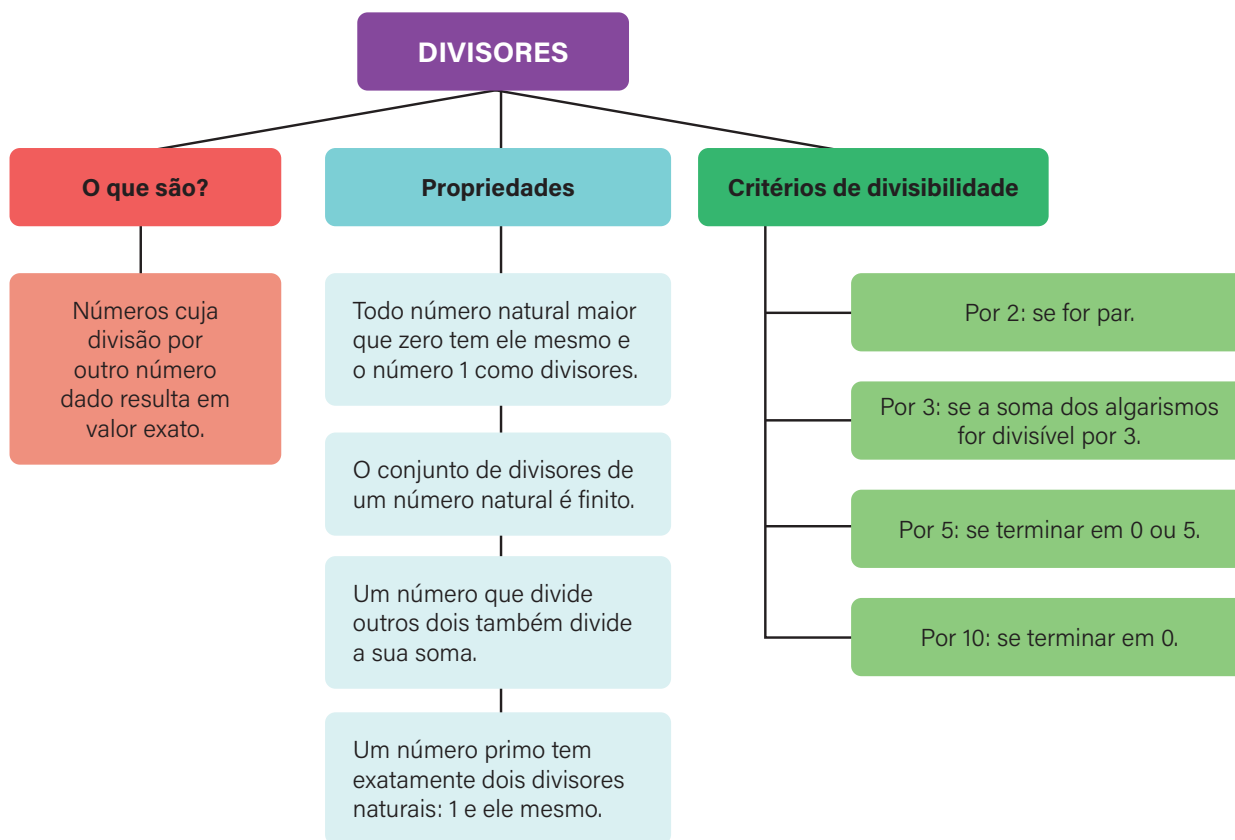 DIVISORES
O que são?
Números cuja
divisão por
outro número
dado resulta em
valor exato.
Propriedades
Todo número natural maior
que zero tem ele mesmo e
o número 1 como divisores.
O conjunto de divisores de
um número natural é finito.
Um número que divide
outros dois também divide
a sua soma.
Um número primo tem
exatamente dois divisores
naturais: 1 e ele mesmo.
Critérios de divisibilidade
Por 2: se for par.
Por 3: se a soma dos algarismos
for divisível por 3.
Por 5: se terminar em 0 ou 5.
Por 10: se terminar em 0.